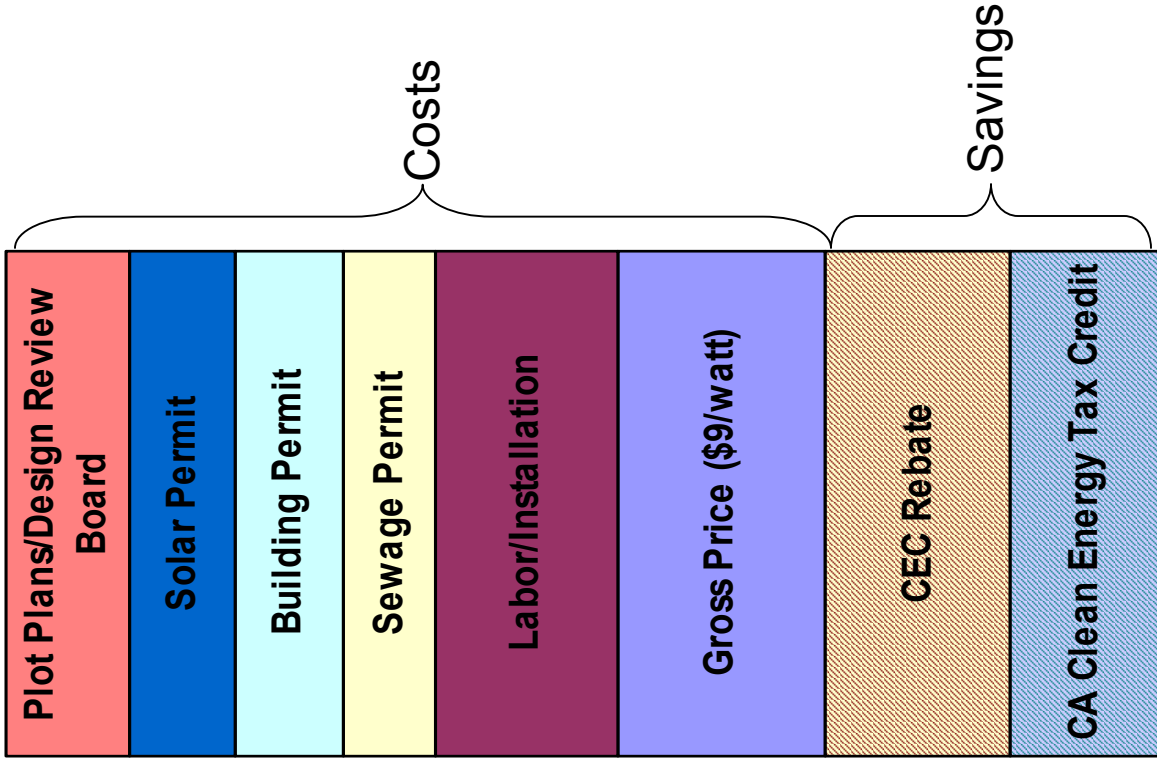 Plot Plans/Design Review
Board
Solar Permit
Building Permit
Sewage Permit
Labor/Installation
Gross Price ($9/watt)
CEC Rebate
CA Clean Energy Tax Credit
Costs
Savings